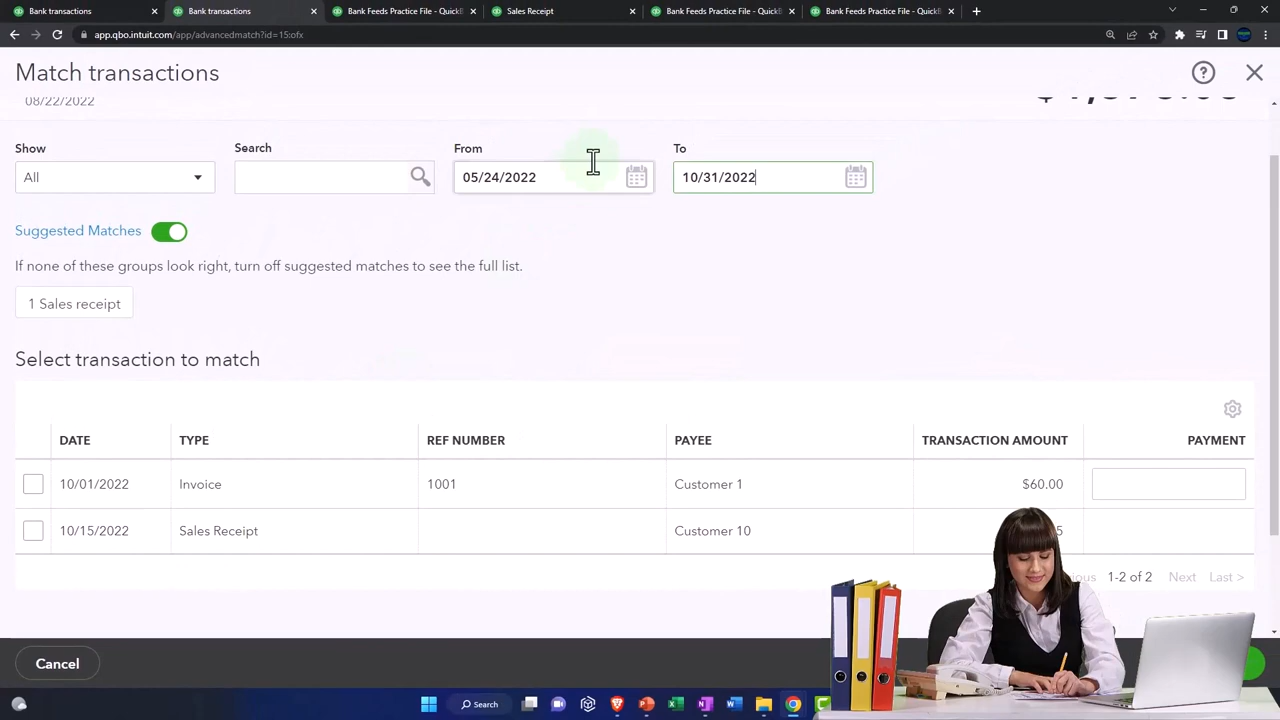 Bank transactions
Bank transactions
Bank Feeds Practice File - QuickB
Sales Receipt
Bank Feeds Practice File - QuickB
Bank Feeds Practice File - QuickB
app.qbo.intuit.com/app/advancedmatch?id=15:ofx
Match transactions
08/22/2022
Show
Search
From
To
All
05/24/2022
10/31/2022
Suggested Matches
If none of these groups look right, turn off suggested matches to see the full list.
1 Sales receipt
Select transaction to match
DATE TYPE REF NUMBER PAYEE TRANSACTION AMOUNT PAYMENT
10/01/2022 Invoice 1001 Customer 1 $60.00
10/15/2022 Sales Receipt Customer 10 5
1-2 of 2 Next Last >
Cancel
Search